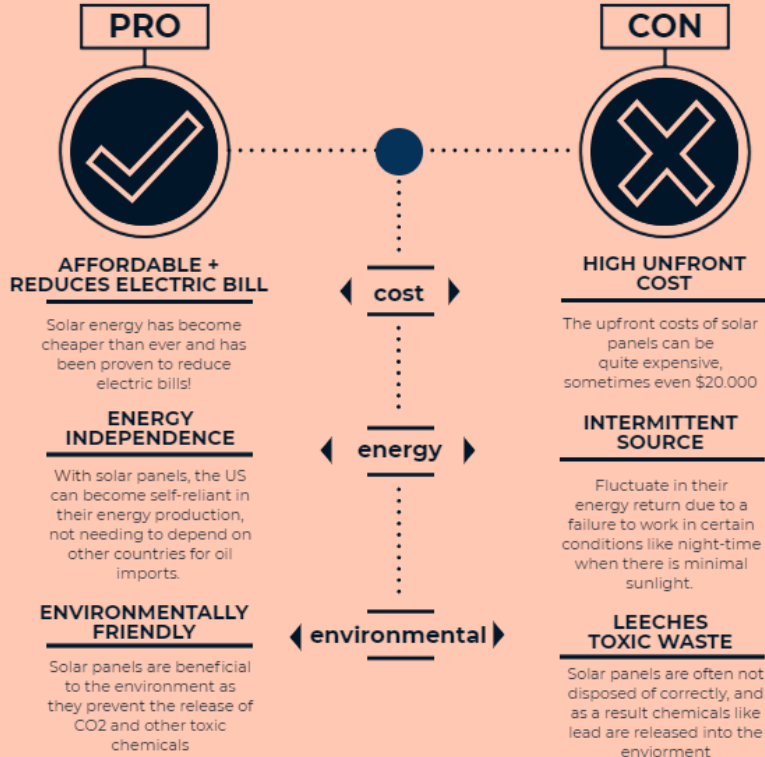 PRO
CON
AFFORDABLE +
REDUCES ELECTRIC BILL
Solar energy has become
cheaper than ever and has
been proven to reduce
electric bills!
cost
HIGH UNFRONT
COST
The upfront costs of solar
panels can be
quite expensive,
sometimes even $20.000
ENERGY
INDEPENDENCE
With solar panels, the US
can become self-reliant in
their energy production,
not needing to depend on
other countries for oil
imports.
energy
INTERMITTENT
SOURCE
Fluctuate in their
energy return due to a
failure to work in certain
conditions like night-time
when there is minimal
sunlight.
ENVIRONMENTALLY
FRIENDLY
Solar panels are beneficial
to the environment as
they prevent the release of
CO2 and other toxic
chemicals
environmental
LEECHES
TOXIC WASTE
Solar panels are often not
disposed of correctly, and
as a result chemicals like
lead are released into the
enviorment